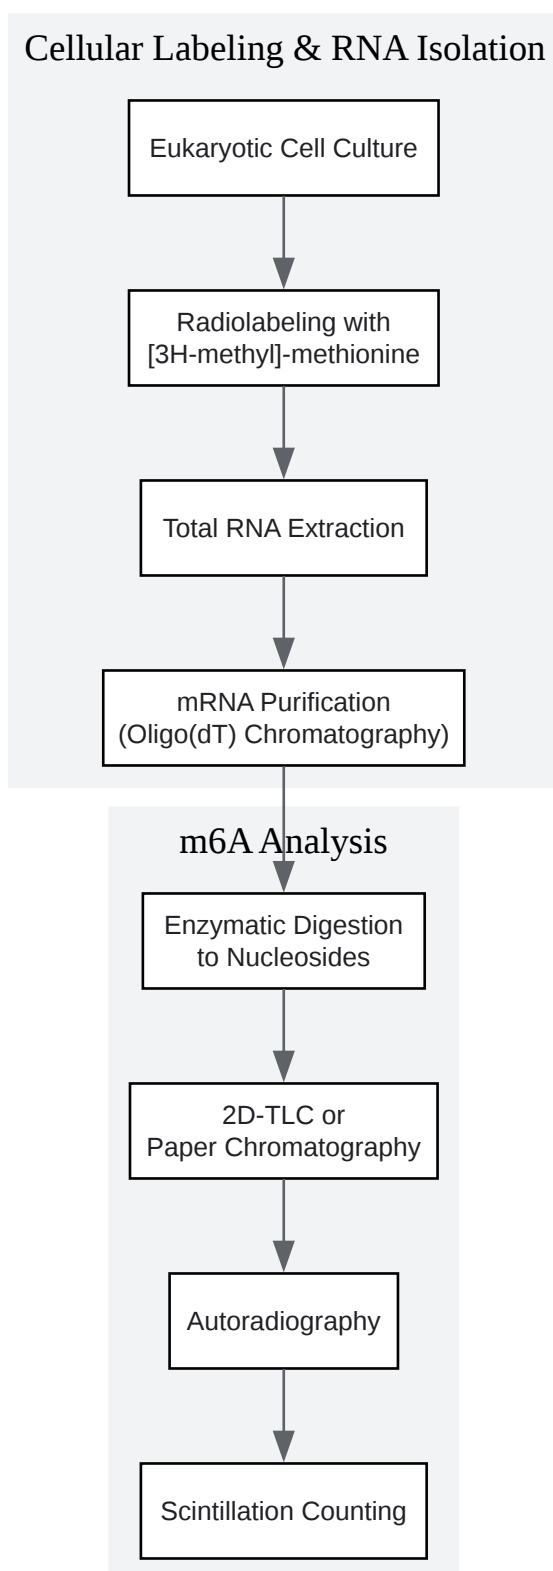 Cellular Labeling & RNA Isolation
Eukaryotic Cell Culture
Radiolabeling with
[3H-methyl]-methionine
Total RNA Extraction
mRNA Purification
(Oligo(dT) Chromatography)
m6A Analysis
Enzymatic Digestion
to Nucleosides
2D-TLC or
Paper Chromatography
Autoradiography
Scintillation Counting